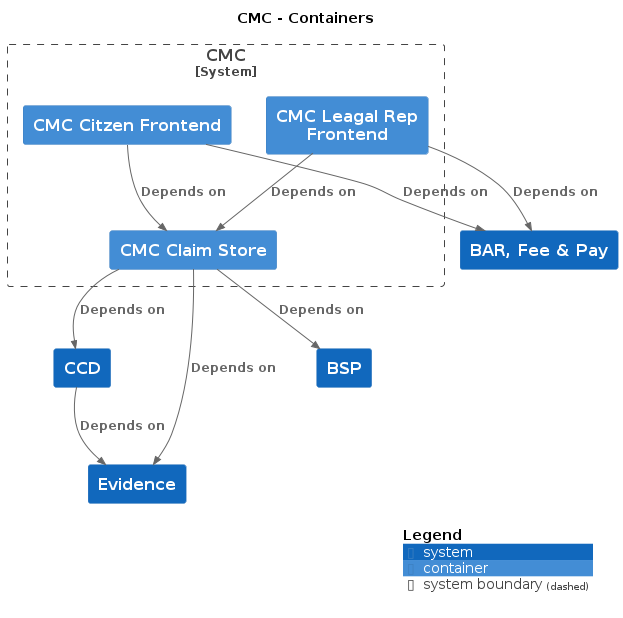 CMC - Containers
CMC
[System]
CMC Citzen Frontend
CMC Leagal Rep
Frontend
Depends on
Depends on
Depends on
Depends on
CMC Claim Store
BAR, Fee & Pay
Depends on
Depends on
Depends on
CCD
BSP
Depends on
Evidence
Legend
system
container
system boundary (dashed)